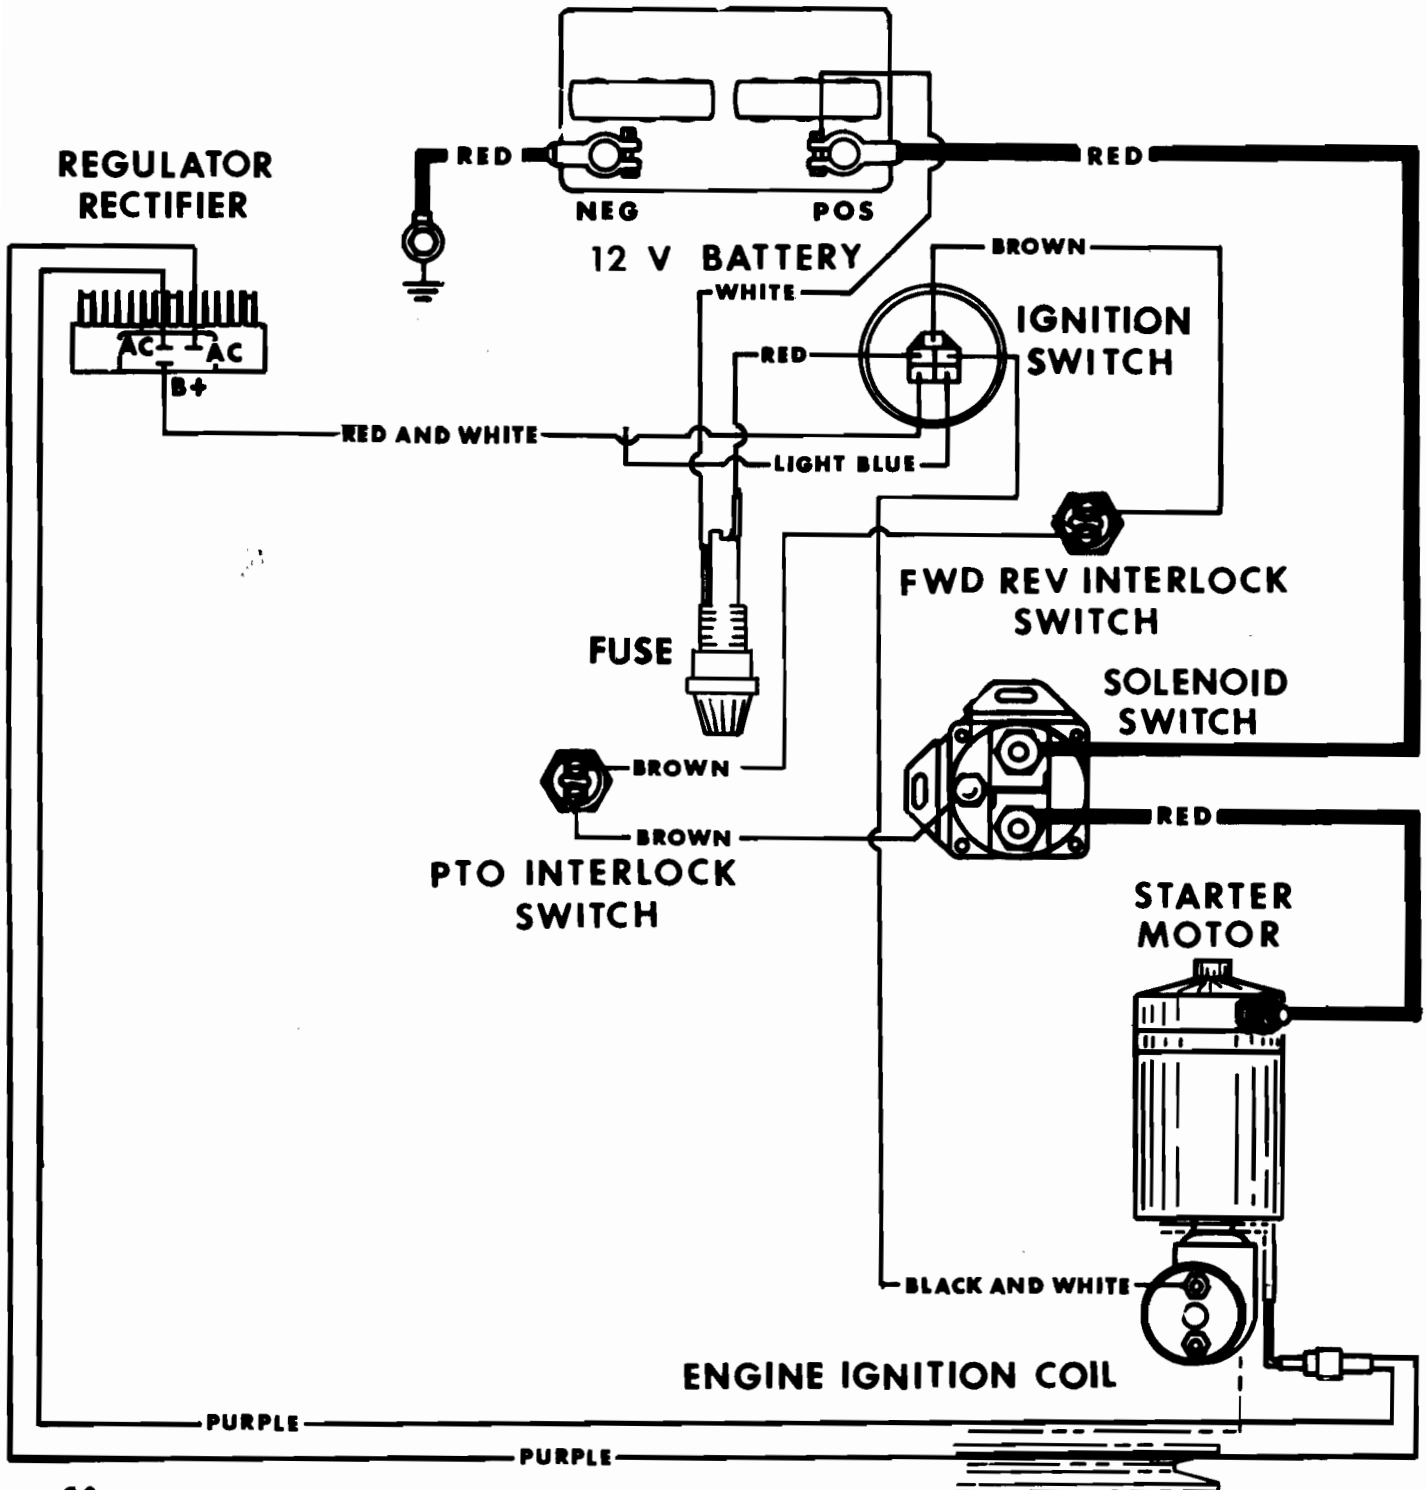 RED
RED
REGULATOR
RECTIFIER
NEG
POS
12 V BATTERY
BROWN
WHITE
IGNITION
SWITCH
RED
AC
AC
B+
RED AND WHITE
LIGHT BLUE
FWD REV INTERLOCK
SWITCH
FUSE
SOLENOID
SWITCH
BROWN
RED
BROWN
PTO INTERLOCK
SWITCH
STARTER
MOTOR
BLACK AND WHITE
ENGINE IGNITION COIL
PURPLE
PURPLE